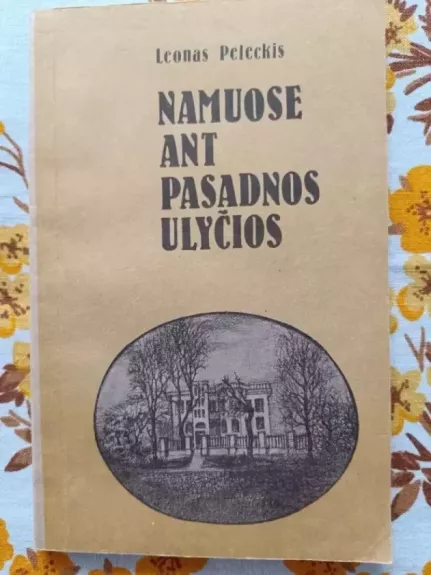 Leonas Peleckis
NAMUOSE
ANT
PASADNOS
ULYČIOS